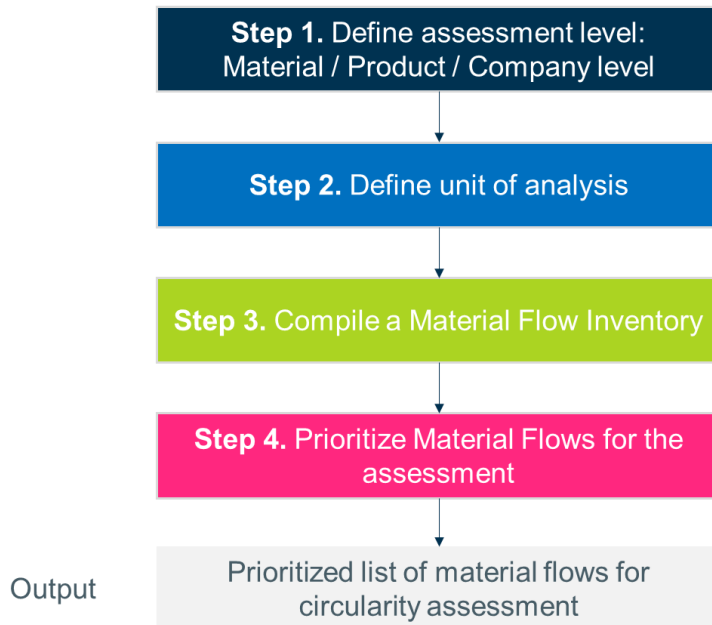 Step 1. Define assessment level:
Material / Product / Company level
Step 2. Define unit of analysis
Step 3. Compile a Material Flow Inventory
Step 4. Prioritize Material Flows for the
assessment
Output
Prioritized list of material flows for
circularity assessment